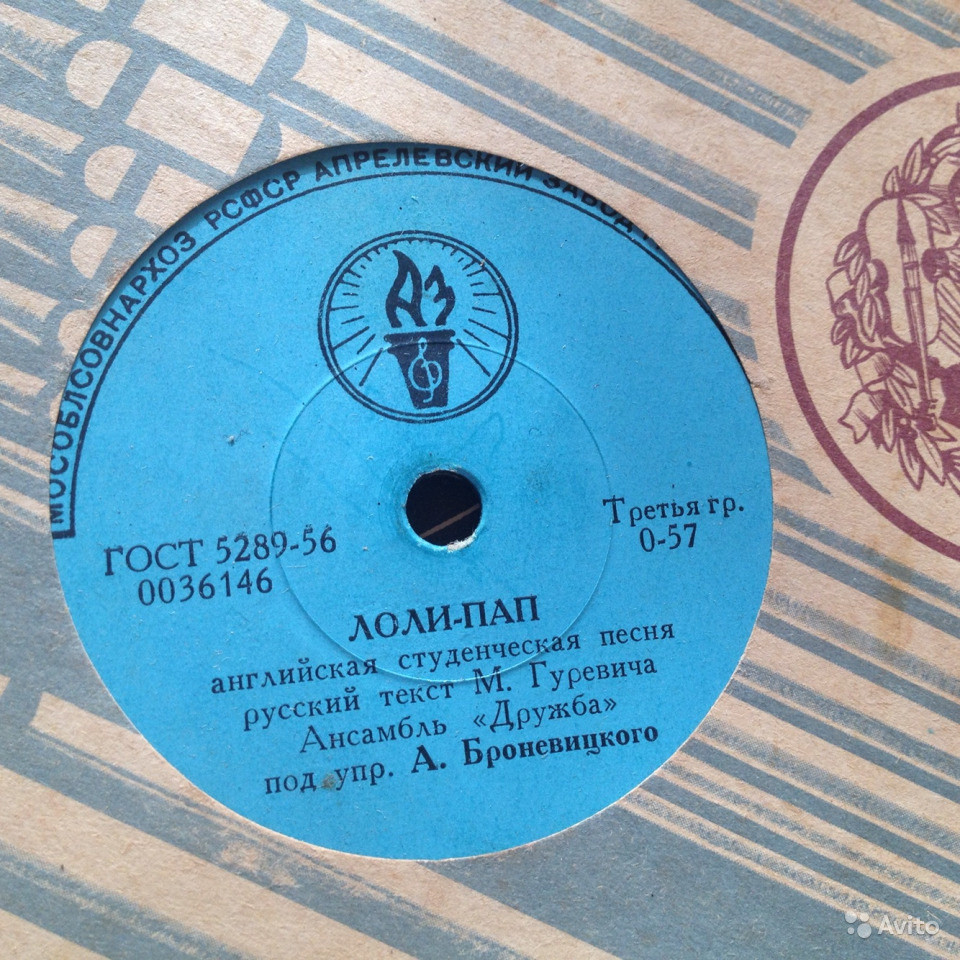 МОСОБЛСОВНАРХОЗ РСФСР АПРЕЛЕВСКИЙ ЗАВОД
АЗ
ГОСТ 5289-56
0036146
Третья гр.
0-57
ЛОЛИ-ПАП
английская студенческая песня
русский текст М. Гуревича
Ансамбль «Дружба»
под упр. А. Броневицкого
Avito